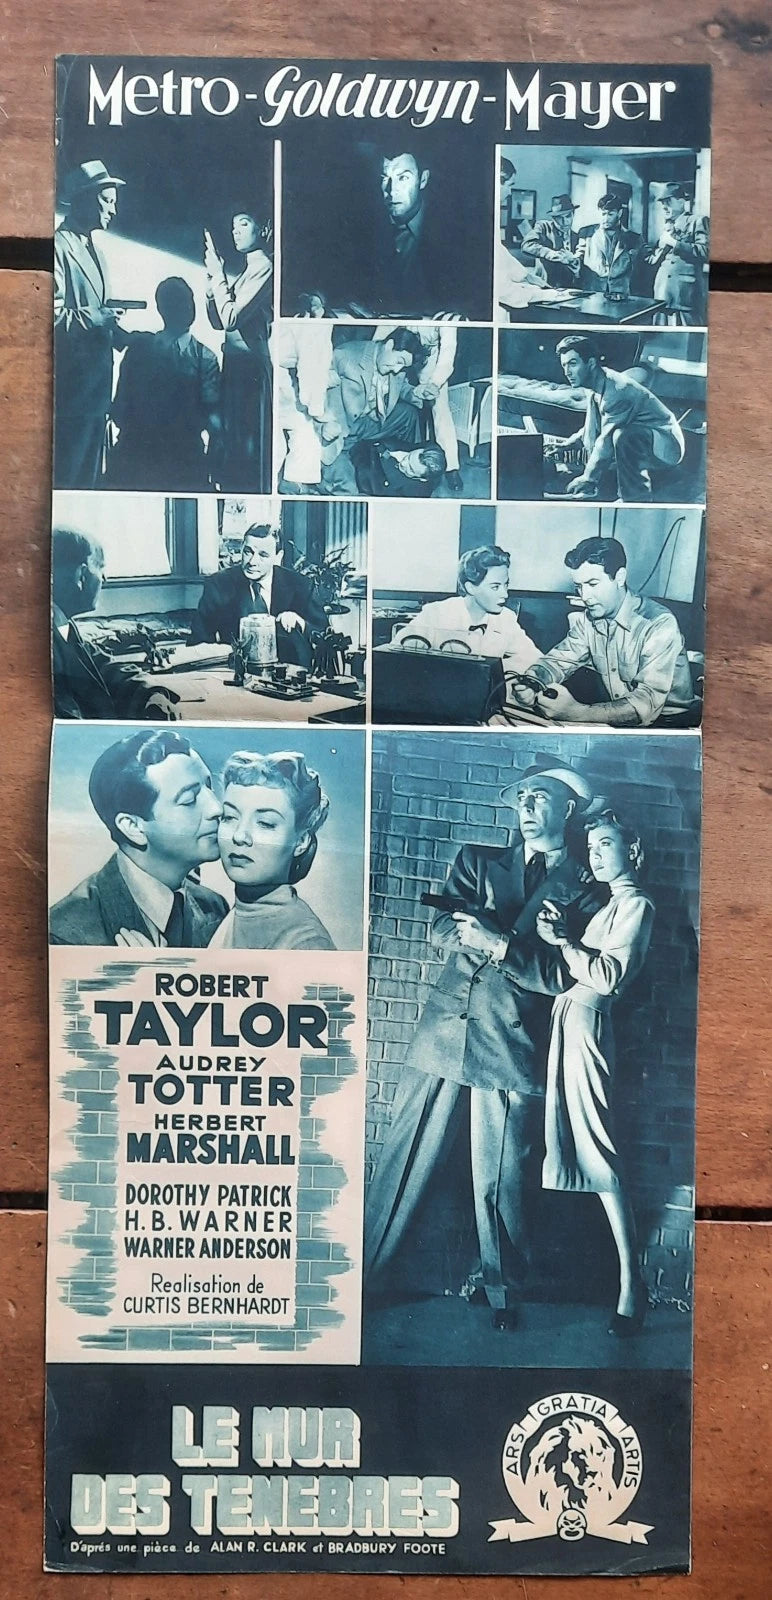 Metro-Goldwyn-Mayer
ROBERT
TAYLOR
AUDREY
TOTTER
HERBERT
MARSHALL
DOROTHY PATRICK
H.B. WARNER
WARNER ANDERSON
Realisation de
CURTIS BERNHARDT
LE MUR
DES TENEBRES
D'après une pièce de ALAN R. CLARK et BRADBURY FOOTE
ARS GRATIA ARTIS